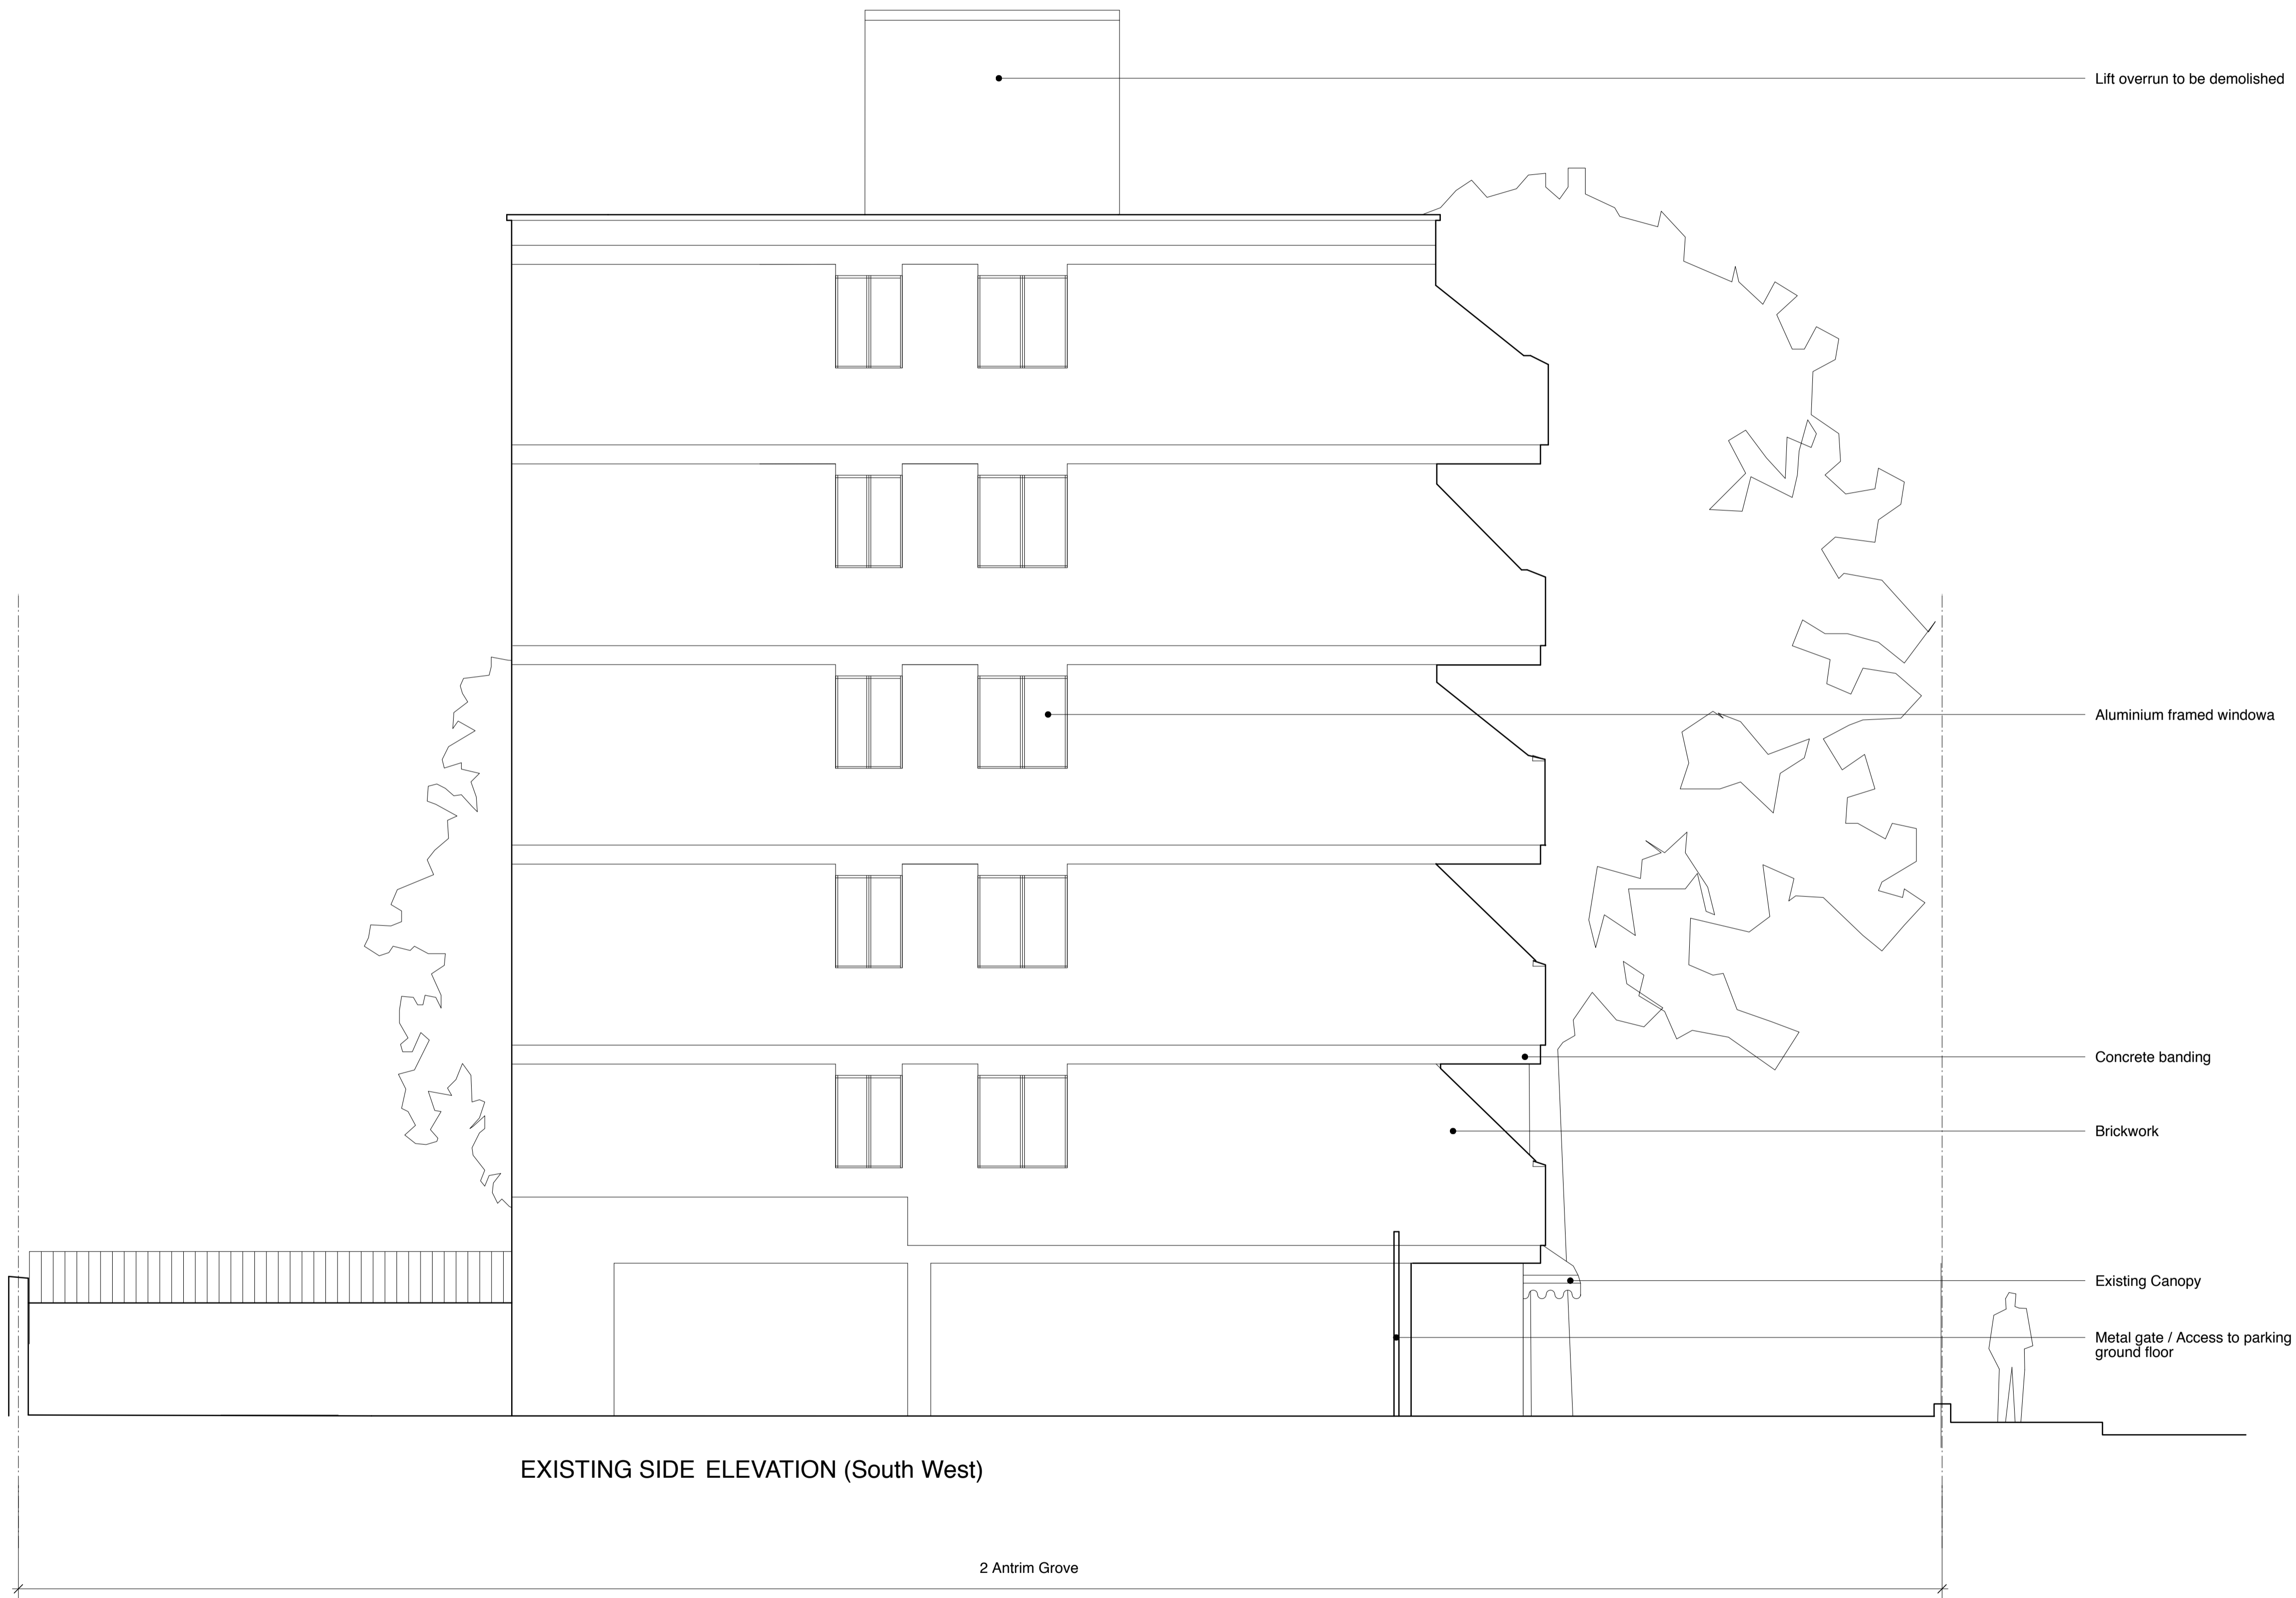 Lift overrun to be demolished
Aluminium framed windowa
Concrete banding
Brickwork
Existing Canopy
Metal gate / Access to parking
ground floor
EXISTING SIDE ELEVATION (South West)
2 Antrim Grove